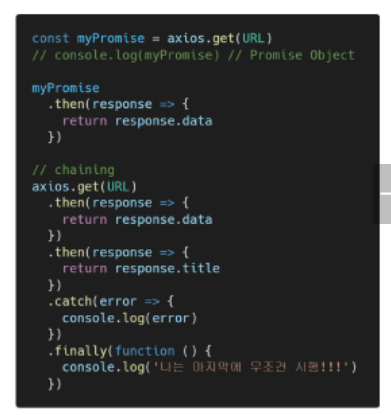 const myPromise = axios.get(URL)
// console.log(myPromise) // Promise Object
myPromise
.then(response => {
return response.data
})
// chaining
axios.get(URL)
.then(response => {
return response.data
})
.then(response => {
return response.title
})
.catch(error => {
console.log(error)
})
.finally(function () {
console.log('나는 마지막에 무조건 시행!!!')
})